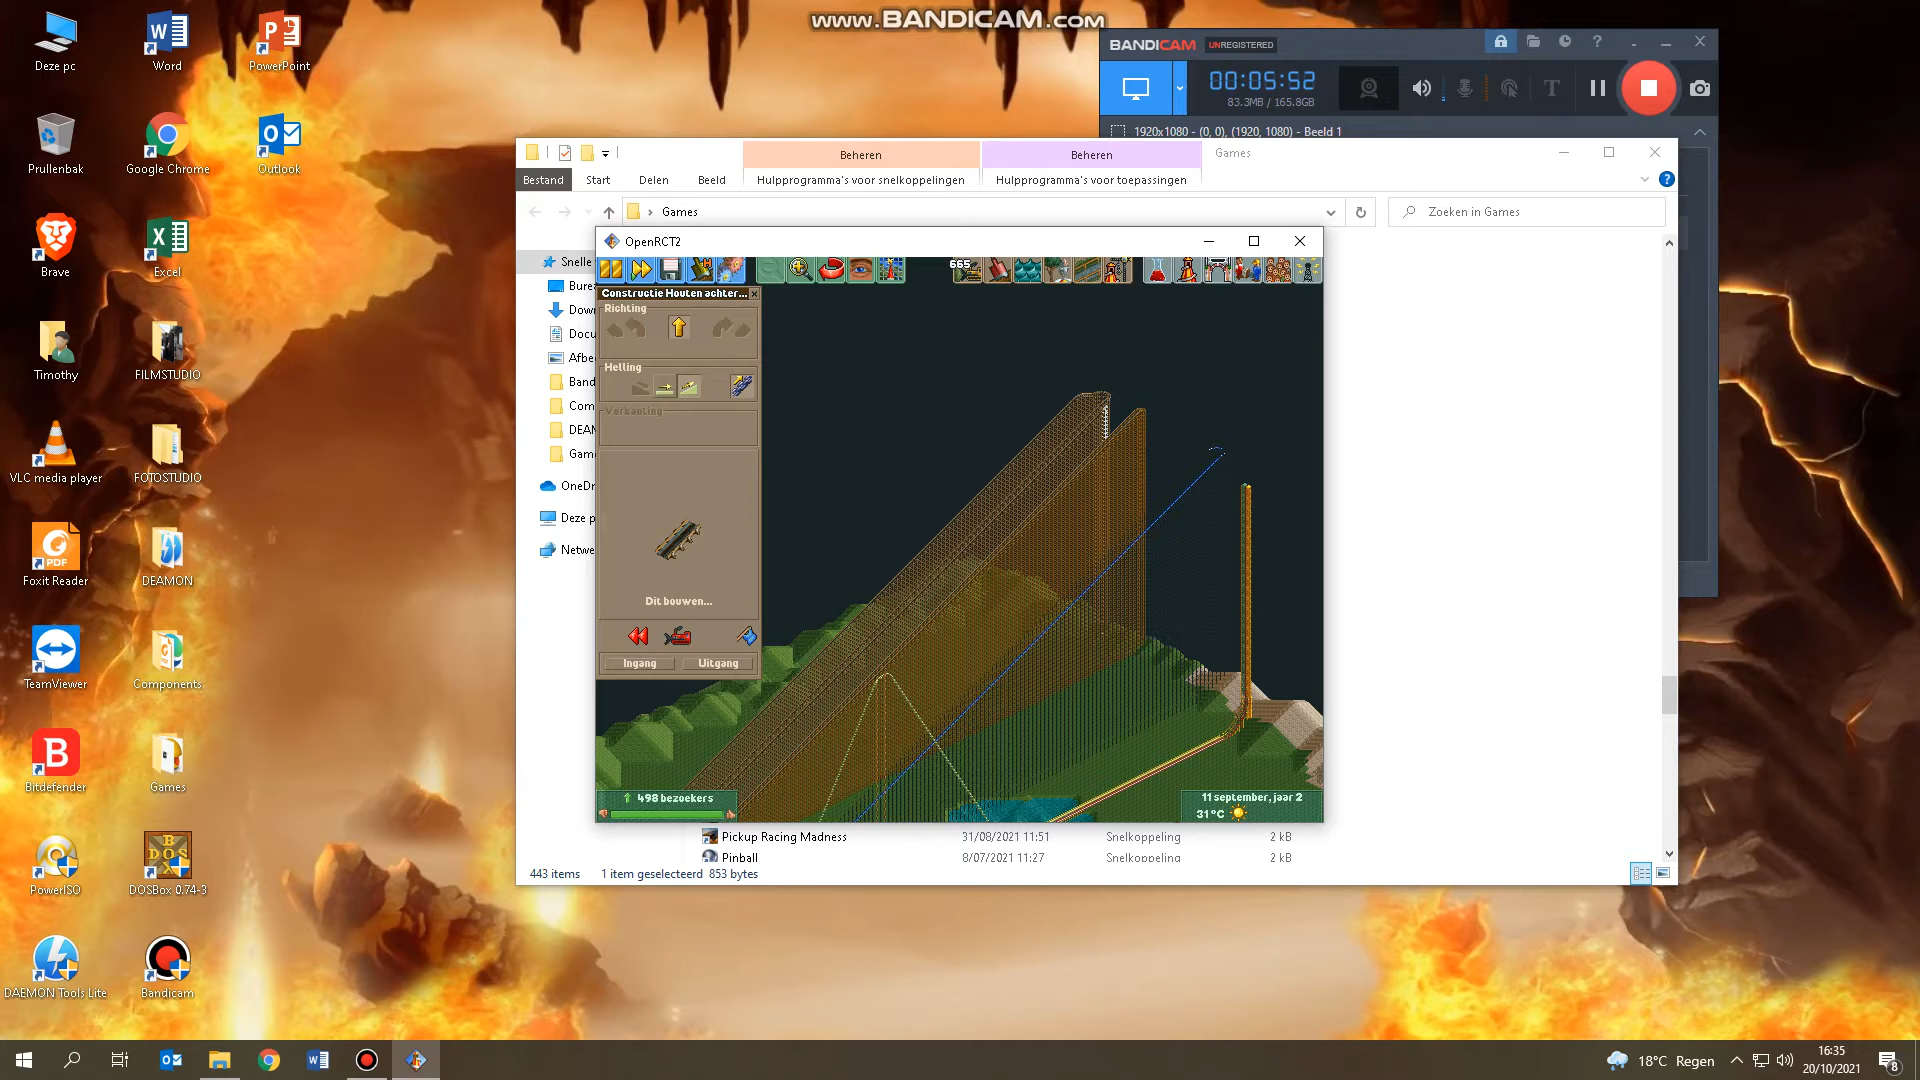 www.BANDICAM.com
Deze pc
Word
PowerPoint
Prullenbak
Google Chrome
Outlook
Brave
Excel
Timothy
FILMSTUDIO
VLC media player
FOTOSTUDIO
Foxit Reader
DEAMON
TeamViewer
Components
Bitdefender
Games
PowerISO
DOSBox 0.74-3
DAEMON Tools Lite
Bandicam
BANDICAM UNREGISTERED
00:05:52
83.3MB / 165.8GB
1920x1080 - (0, 0), (1920, 1080) - Beeld 1
Beheren
Beheren
Games
Bestand
Start
Delen
Beeld
Hulpprogramma's voor snelkoppelingen
Hulpprogramma's voor toepassingen
Games
Zoeken in Games
Snelle
Burea
Down
Docu
Afbe
Band
Com
DEAM
Gam
OneDr
Deze p
Netwe
OpenRCT2
665
Constructie Houten achter...
Richting
Helling
Verkanting
Dit bouwen...
Ingang
Uitgang
498 bezoekers
11 september, jaar 2
31°C
Pickup Racing Madness
31/08/2021 11:51
Snelkoppeling
2 kB
Pinball
8/07/2021 11:27
Snelkoppeling
2 kB
443 items
1 item geselecteerd 853 bytes
18°C Regen
16:35
20/10/2021
8